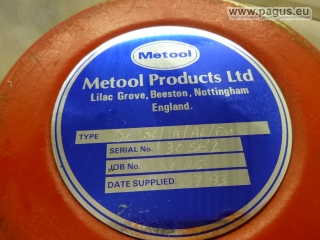 www.pagus.eu
Metool
Metool Products Ltd
Lilac Grove, Beeston, Nottingham
England.
TYPE
SERIAL No.
JOB No.
DATE SUPPLIED.